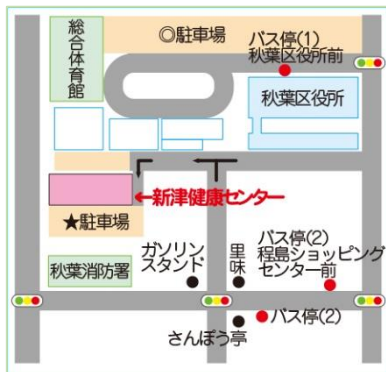 総合体育館
◎駐車場
バス停(1)
秋葉区役所前
秋葉区役所
←新津健康センター
★駐車場
ガソリン
スタンド
里味
バス停(2)
程島ショッピング
センター前
秋葉消防署
バス停(2)
さんぽう亭